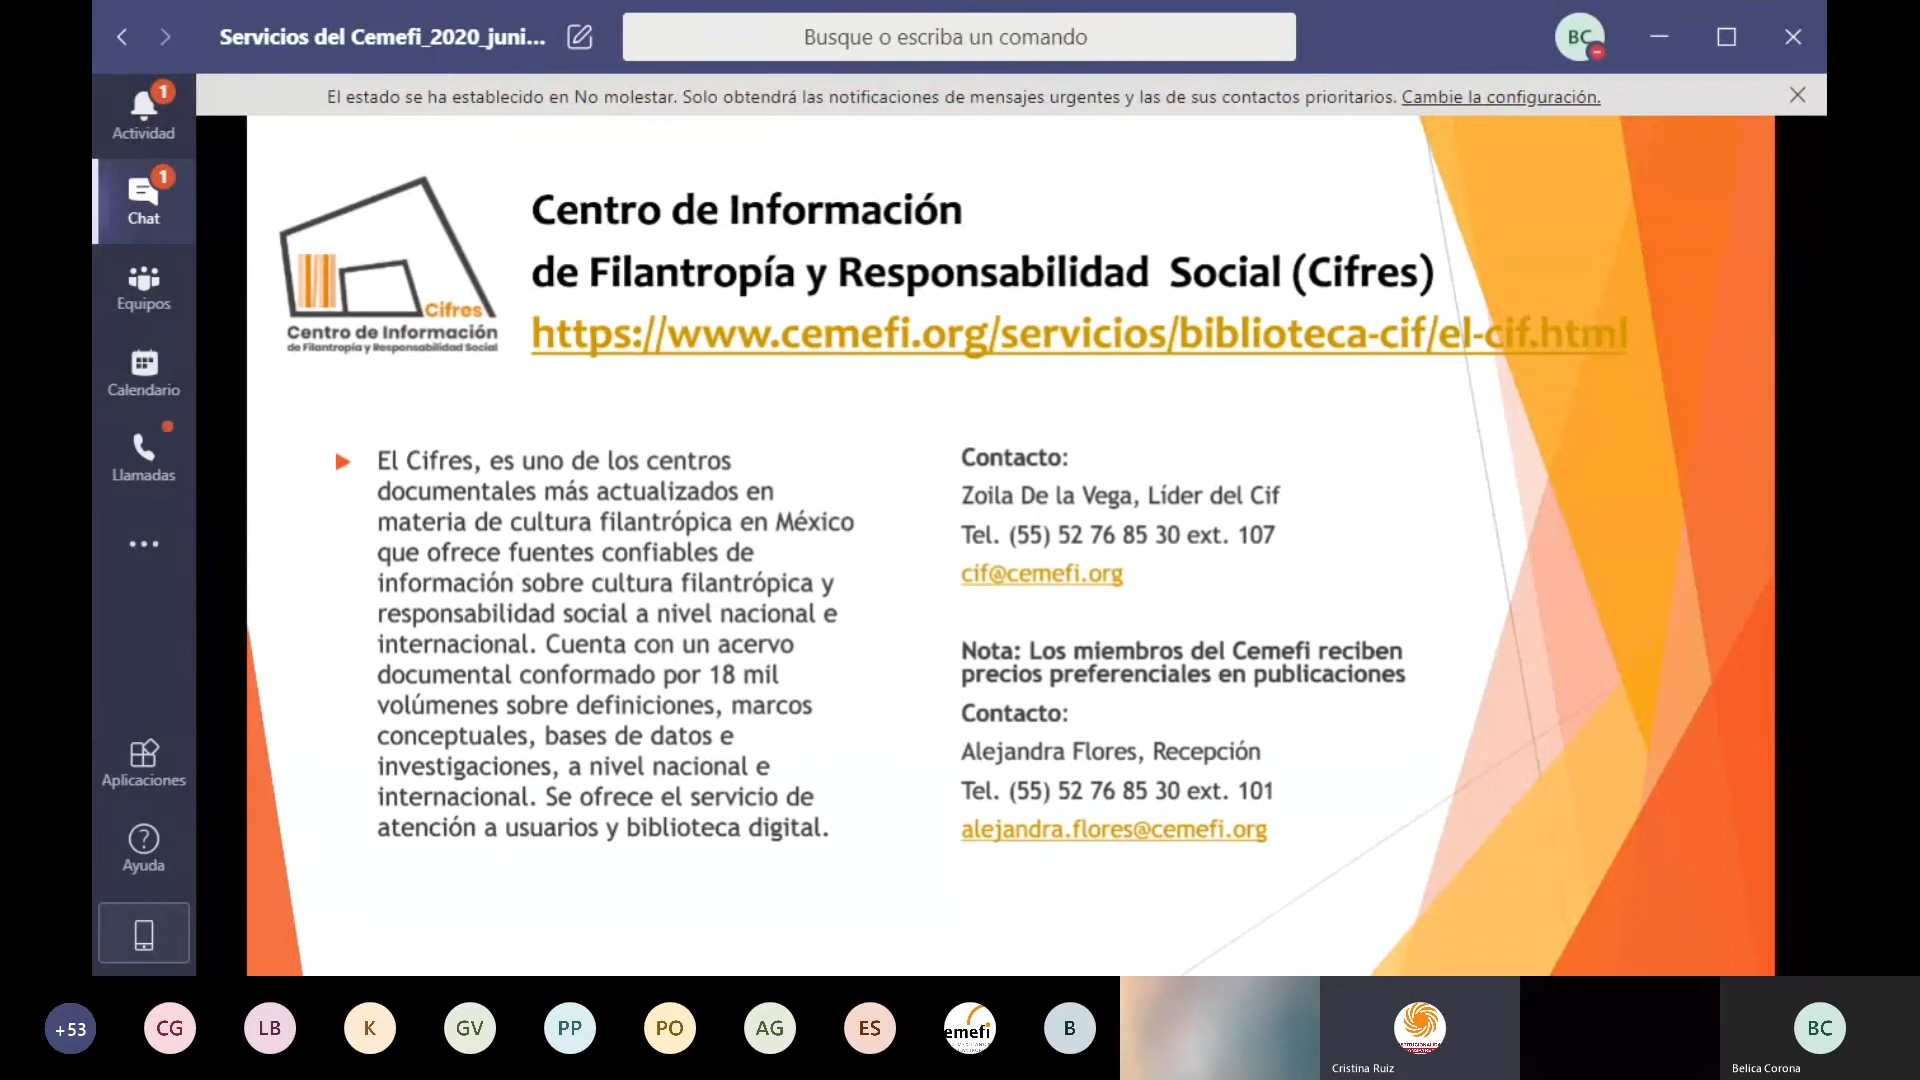 Servicios del Cemefi_2020_juni...
Busque o escriba un comando
BC
El estado se ha establecido en No molestar. Solo obtendrá las notificaciones de mensajes urgentes y las de sus contactos prioritarios. Cambie la configuración.
1
Actividad
1
Chat
Equipos
Calendario
Llamadas
Aplicaciones
Ayuda
Cifres
Centro de Información
de Filantropía y Responsabilidad Social
Centro de Información
de Filantropía y Responsabilidad Social (Cifres)
https://www.cemefi.org/servicios/biblioteca-cif/el-cif.html
El Cifres, es uno de los centros
documentales más actualizados en
materia de cultura filantrópica en México
que ofrece fuentes confiables de
información sobre cultura filantrópica y
responsabilidad social a nivel nacional e
internacional. Cuenta con un acervo
documental conformado por 18 mil
volúmenes sobre definiciones, marcos
conceptuales, bases de datos e
investigaciones, a nivel nacional e
internacional. Se ofrece el servicio de
atención a usuarios y biblioteca digital.
Contacto:
Zoila De la Vega, Líder del Cif
Tel. (55) 52 76 85 30 ext. 107
cif@cemefi.org
Nota: Los miembros del Cemefi reciben
precios preferenciales en publicaciones
Contacto:
Alejandra Flores, Recepción
Tel. (55) 52 76 85 30 ext. 101
alejandra.flores@cemefi.org
+53
CG
LB
K
GV
PP
PO
AG
ES
emefi
B
Cristina Ruiz
BC
Belica Corona